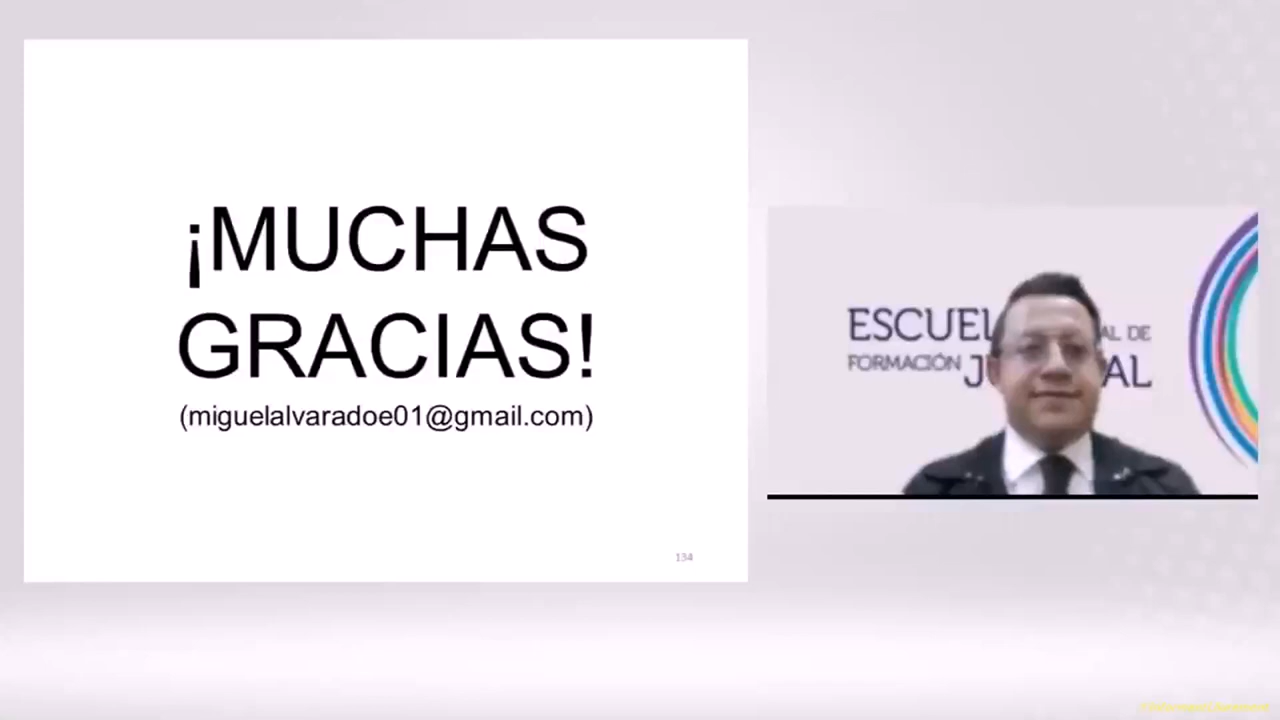 ¡MUCHAS
GRACIAS!
(miguelalvaradoe01@gmail.com)
134
ESCUEL AL DE
FORMACIÓN J AL